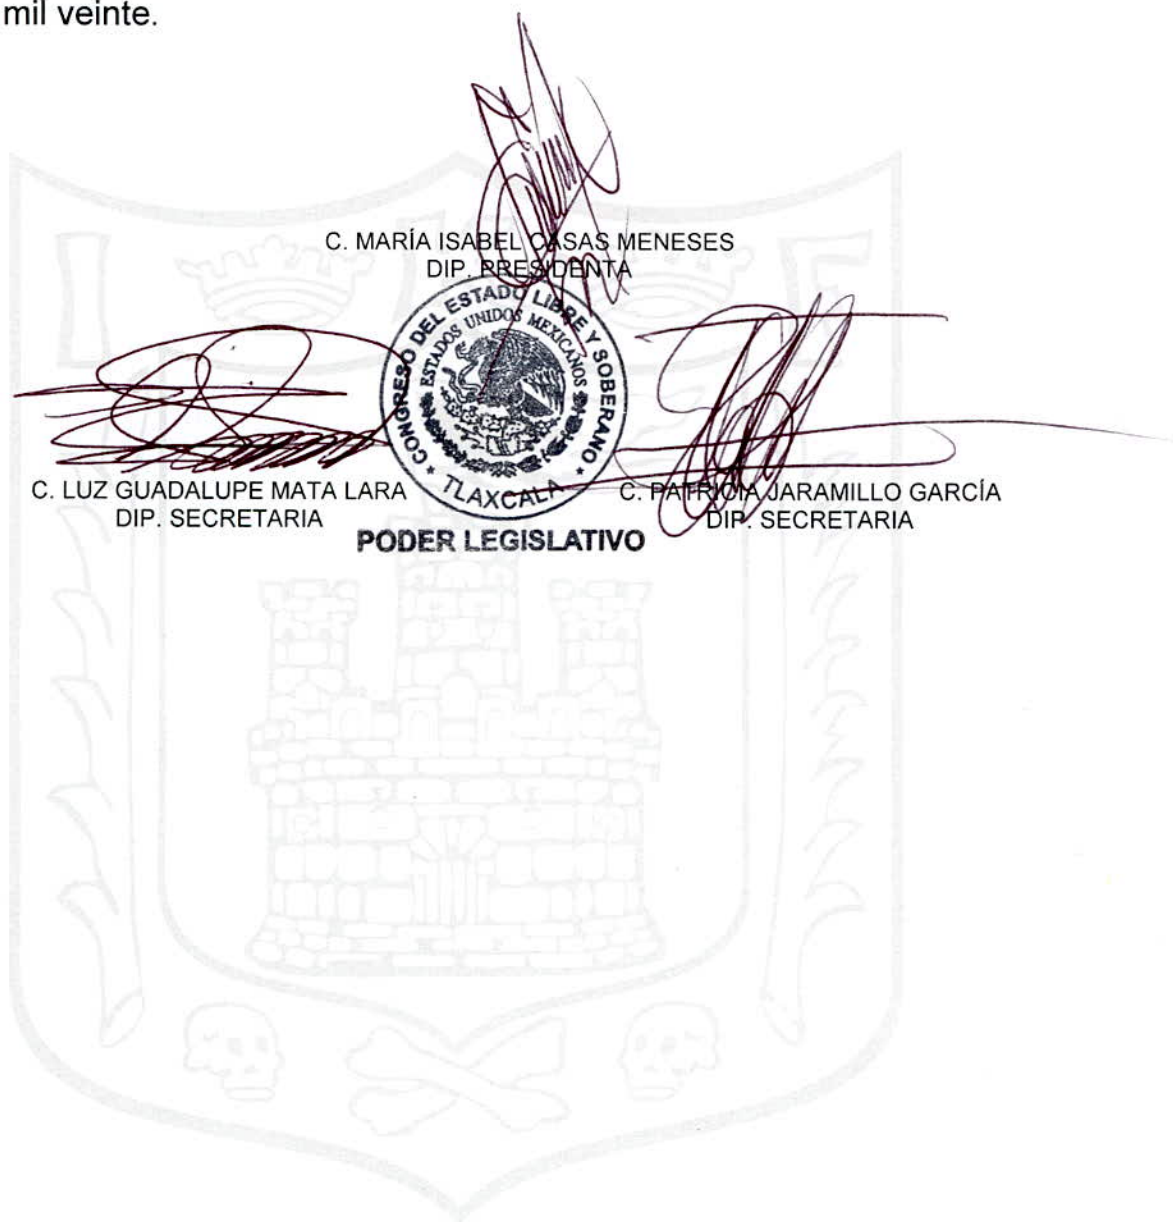 mil veinte.
C. MARÍA ISABEL CASAS MENESES
DIP. PRESIDENTA
CONGRESO DEL ESTADO LIBRE Y SOBERANO
ESTADOS UNIDOS MEXICANOS
TLAXCALA
C. LUZ GUADALUPE MATA LARA
DIP. SECRETARIA
C. PATRICIA JARAMILLO GARCÍA
DIP. SECRETARIA
PODER LEGISLATIVO
I F